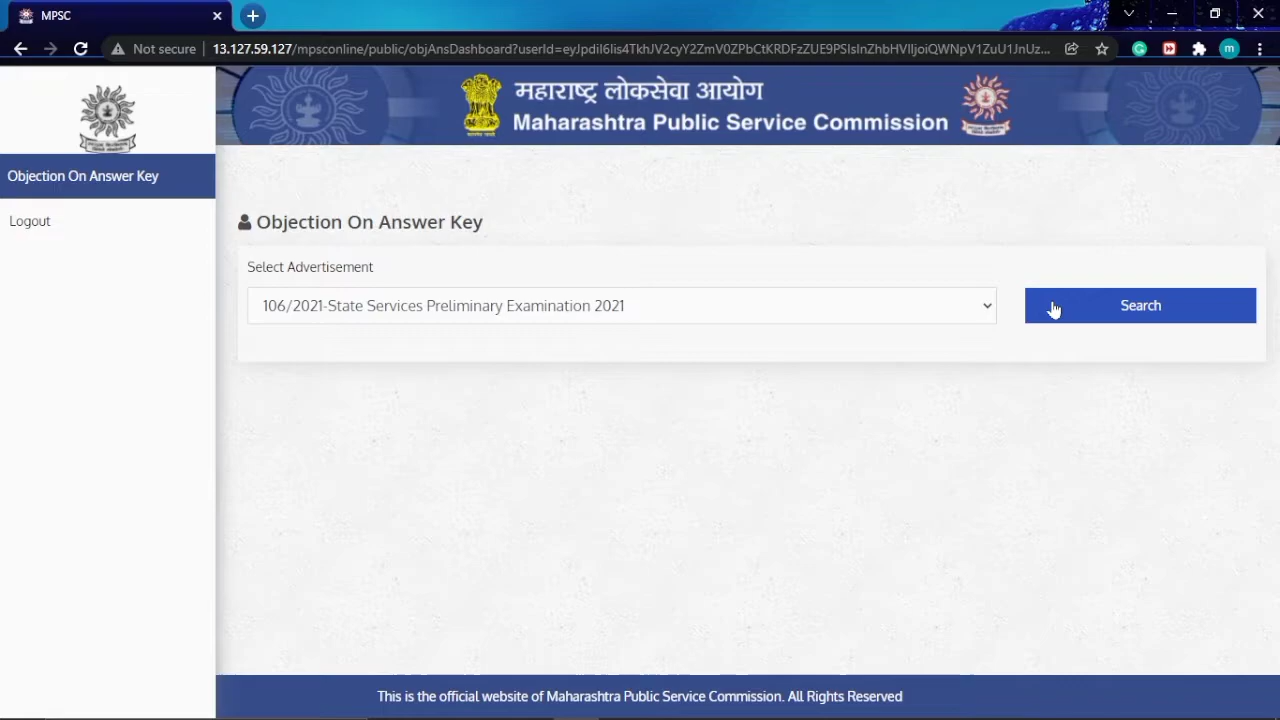 MPSC
Not secure
13.127.59.127/mpsconline/public/objAnsDashboard?userId=
महाराष्ट्र लोकसेवा आयोग
Maharashtra Public Service Commission
Objection On Answer Key
Logout
Objection On Answer Key
Select Advertisement
106/2021-State Services Preliminary Examination 2021
Search
This is the official website of Maharashtra Public Service Commission. All Rights Reserved